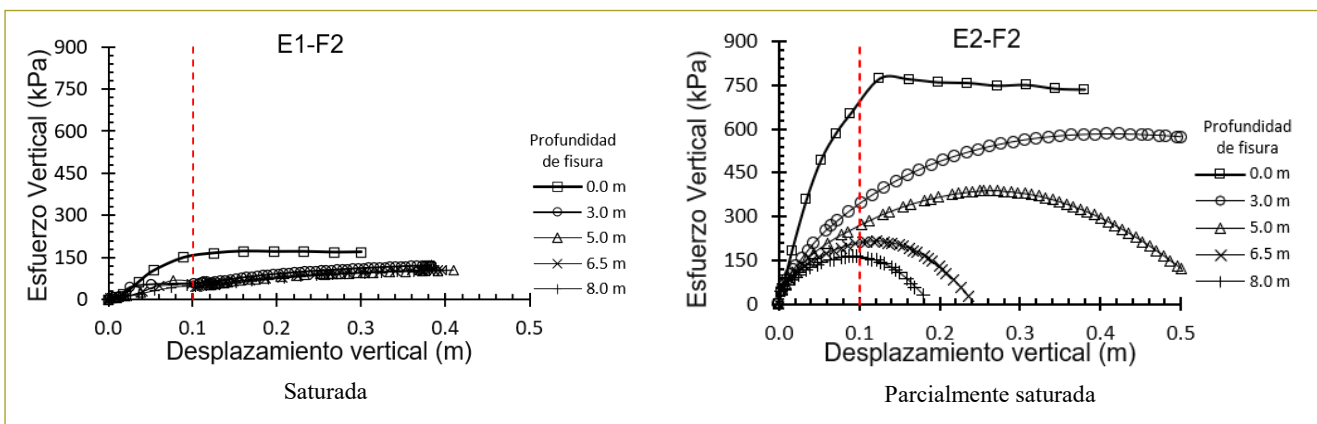 E1-F2
Esfuerzo Vertical (kPa)
900
750
600
450
300
150
0
0.0 0.1 0.2 0.3 0.4 0.5
Desplazamiento vertical (m)
Profundidad
de fisura
0.0 m
3.0 m
5.0 m
6.5 m
8.0 m
Saturada
E2-F2
Esfuerzo Vertical (kPa)
900
750
600
450
300
150
0
0.0 0.1 0.2 0.3 0.4 0.5
Desplazamiento vertical (m)
Profundidad
de fisura
0.0 m
3.0 m
5.0 m
6.5 m
8.0 m
Parcialmente saturada